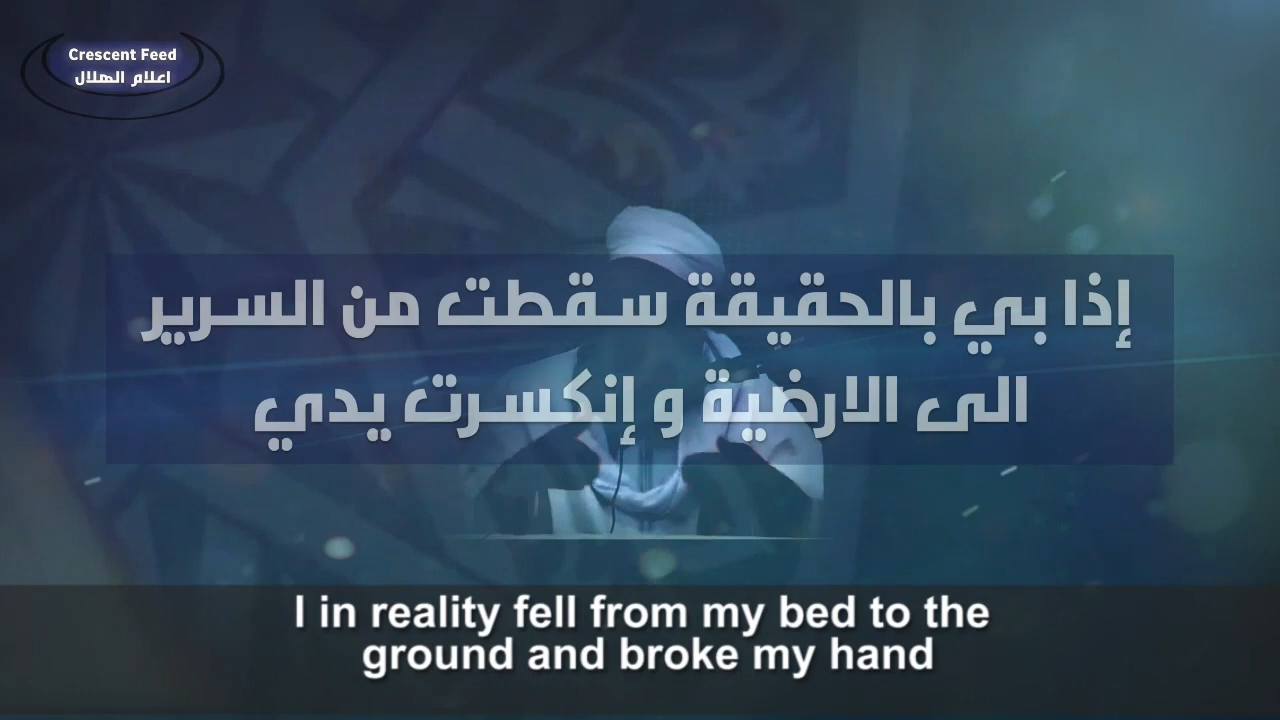 Crescent Feed
اعلام الهلال
إذا بي بالحقيقة سقطت من السرير
الى الارضية و إنكسرت يدي
I in reality fell from my bed to the
ground and broke my hand